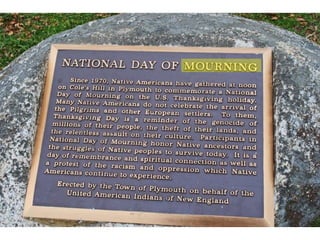 NATIONAL DAY OF MOURNING
Since 1970, Native Americans have gathered at noon
on Cole's Hill in Plymouth to commemorate a National
Day of Mourning on the U.S. Thanksgiving holiday.
Many Native Americans do not celebrate the arrival of
the Pilgrims and other European settlers. To them,
Thanksgiving Day is a reminder of the genocide of
millions of their people, the theft of their lands, and
the relentless assault on their culture. Participants in
National Day of Mourning honor Native ancestors and
the struggles of Native peoples to survive today. It is a
day of remembrance and spiritual connection as well as
a protest of the racism and oppression which Native
Americans continue to experience.
Erected by the Town of Plymouth on behalf of the
United American Indians of New England